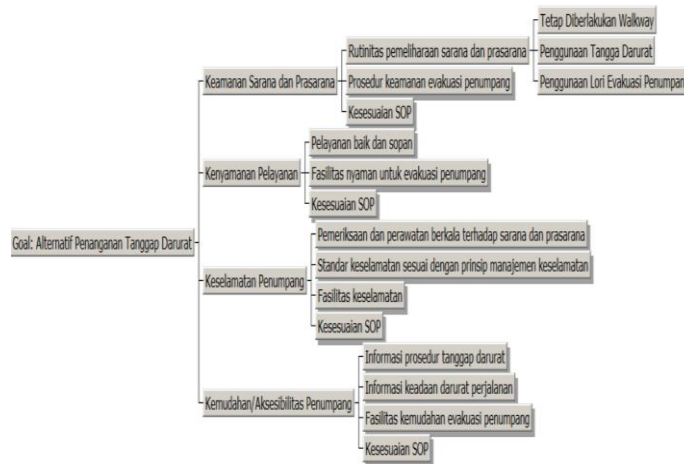 Goal: Alternatif Penanganan Tanggap Darurat
Keamanan Sarana dan Prasarana
Rutinitas pemeliharaan sarana dan prasarana
Tetap Diberlakukan Walkway
Penggunaan Tangga Darurat
Penggunaan Lori Evakuasi Penumpan
Prosedur keamanan evakuasi penumpang
Kesesuaian SOP
Kenyamanan Pelayanan
Pelayanan baik dan sopan
Fasilitas nyaman untuk evakuasi penumpang
Kesesuaian SOP
Keselamatan Penumpang
Pemeriksaan dan perawatan berkala terhadap sarana dan prasarana
Standar keselamatan sesuai dengan prinsip manajemen keselamatan
Fasilitas keselamatan
Kesesuaian SOP
Kemudahan/Aksesibilitas Penumpang
Informasi prosedur tanggap darurat
Informasi keadaan darurat perjalanan
Fasilitas kemudahan evakuasi penumpang
Kesesuaian SOP